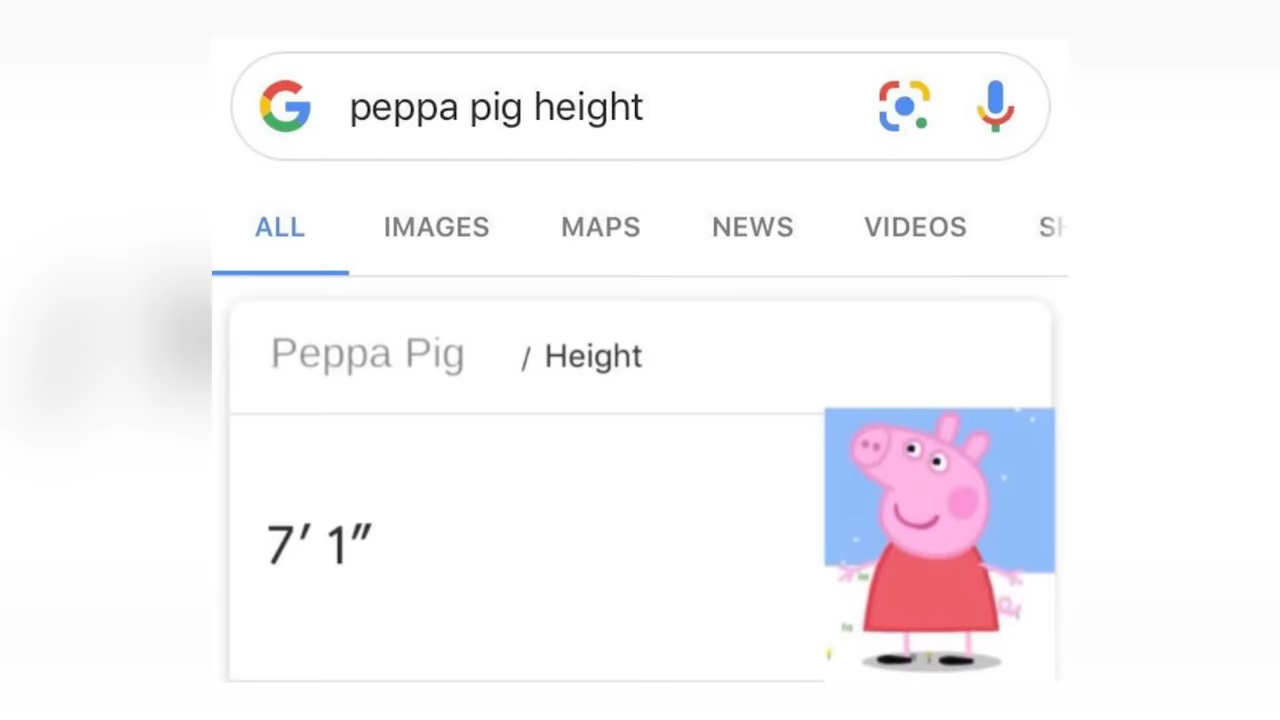 peppa pig height
ALL IMAGES MAPS NEWS VIDEOS
Peppa Pig / Height
7′ 1″